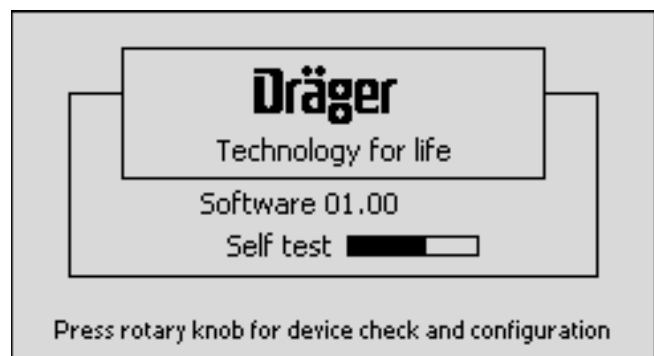 Dräger
Technology for life
Software 01.00
Self test
Press rotary knob for device check and configuration